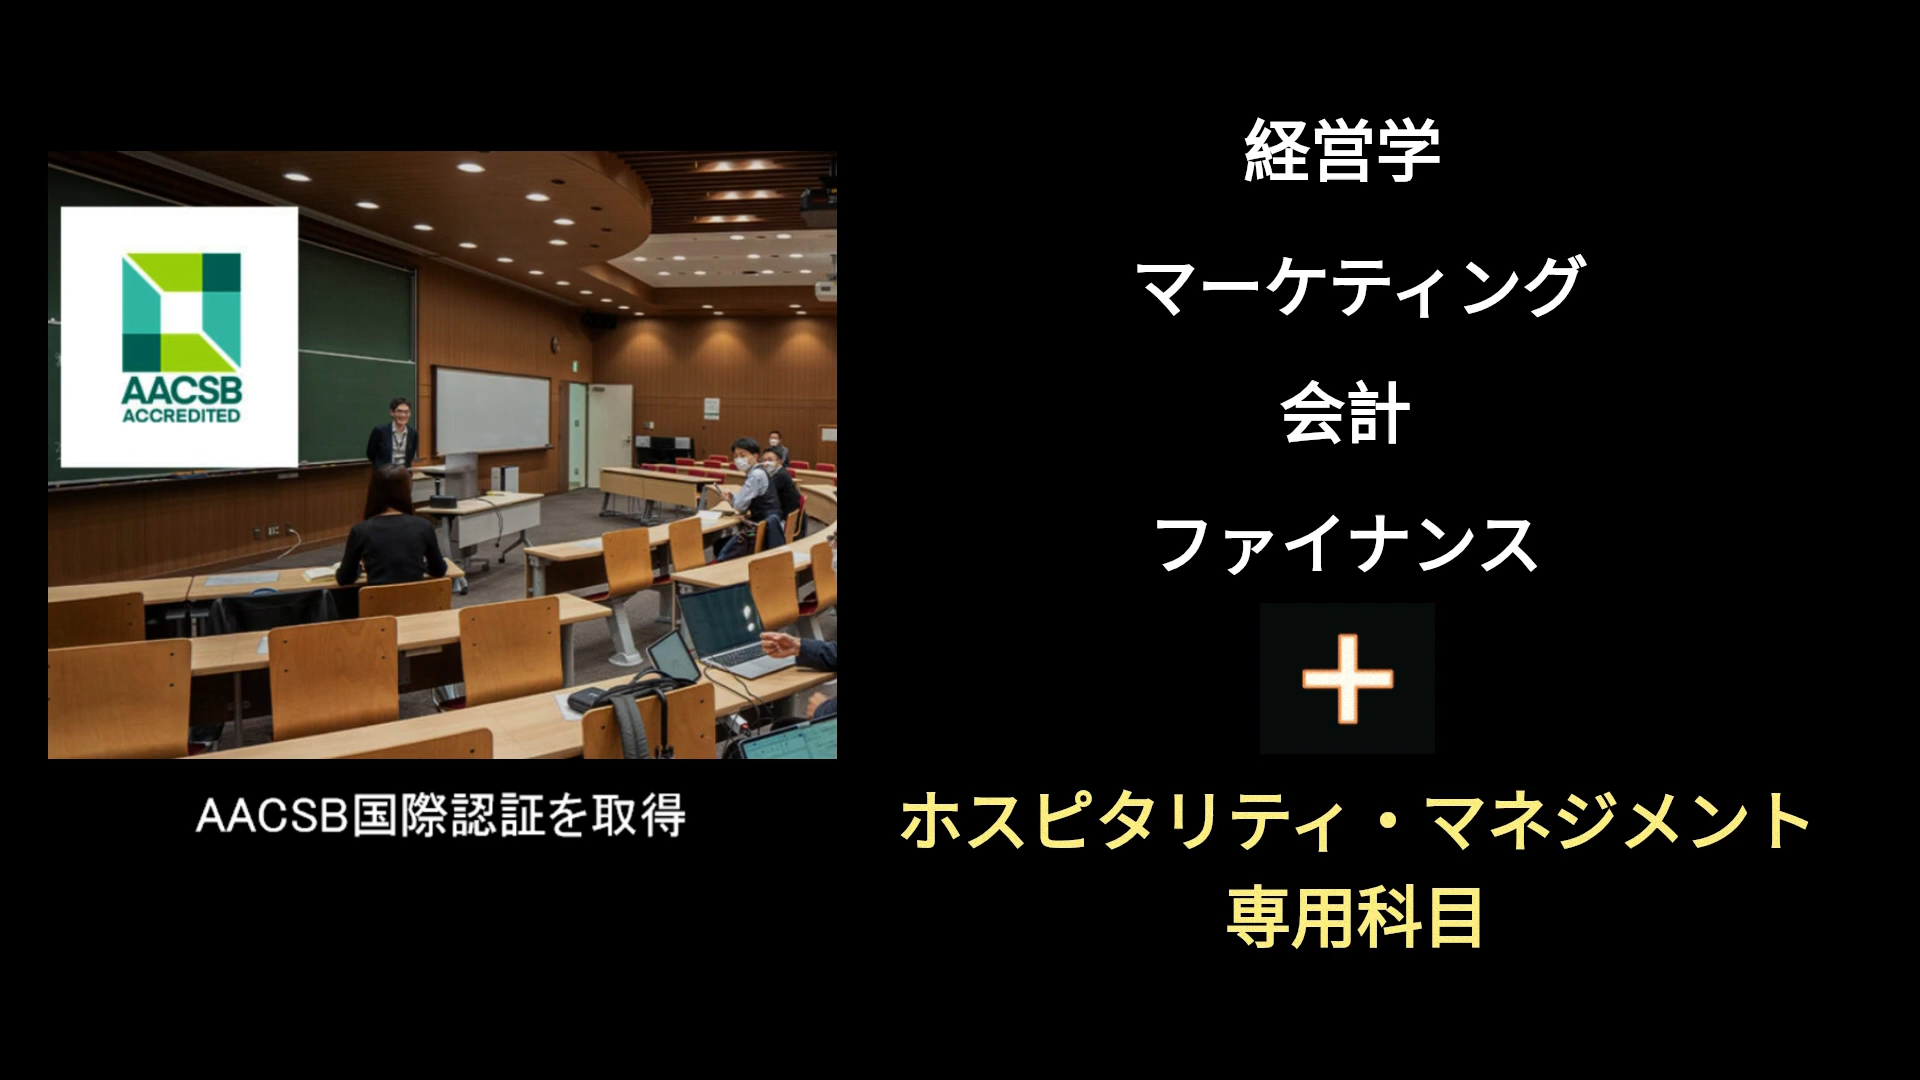 AACSB
ACCREDITED
AACSB国際認証を取得
経営学
マーケティング
会計
ファイナンス
+
ホスピタリティ・マネジメント
専用科目